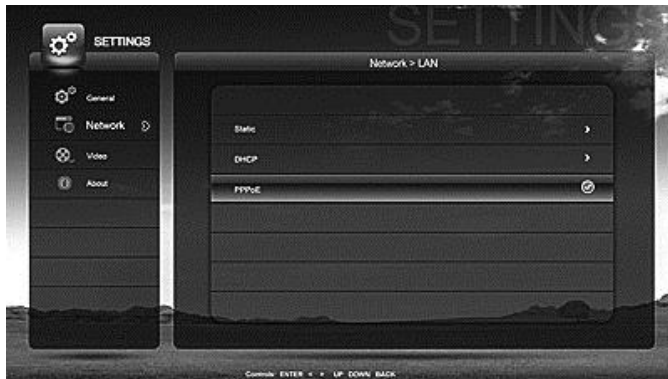 SETTINGS
SETTINGS
Network > LAN
General
Network
Video
About
Static
DHCP
PPPoE
Controls: ENTER < > UP DOWN BACK